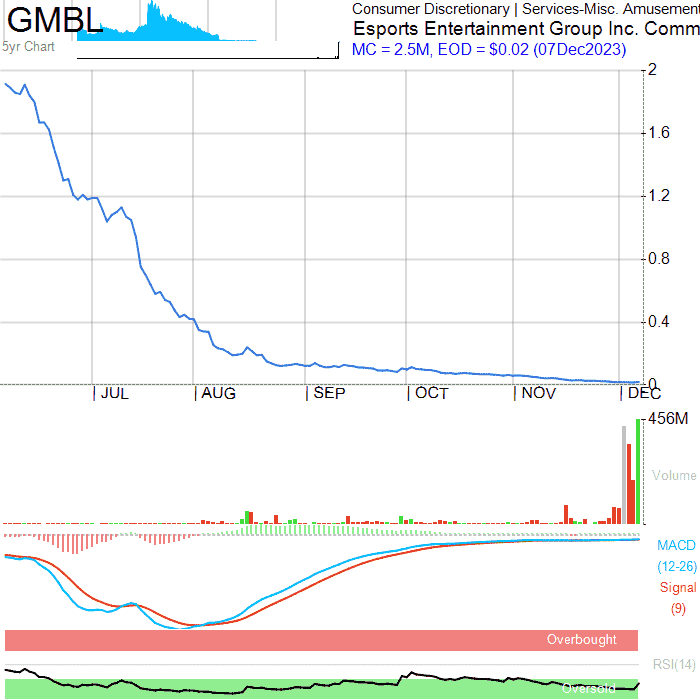 GMBL
5yr Chart
Consumer Discretionary | Services-Misc. Amusement
Esports Entertainment Group Inc. Comm
MC = 2.5M, EOD = $0.02 (07Dec2023)
2
1.6
1.2
0.8
0.4
0
JUL AUG SEP OCT NOV DEC
456M
Volume
MACD
(12-26)
Signal
(9)
Overbought
RSI(14)
Oversold